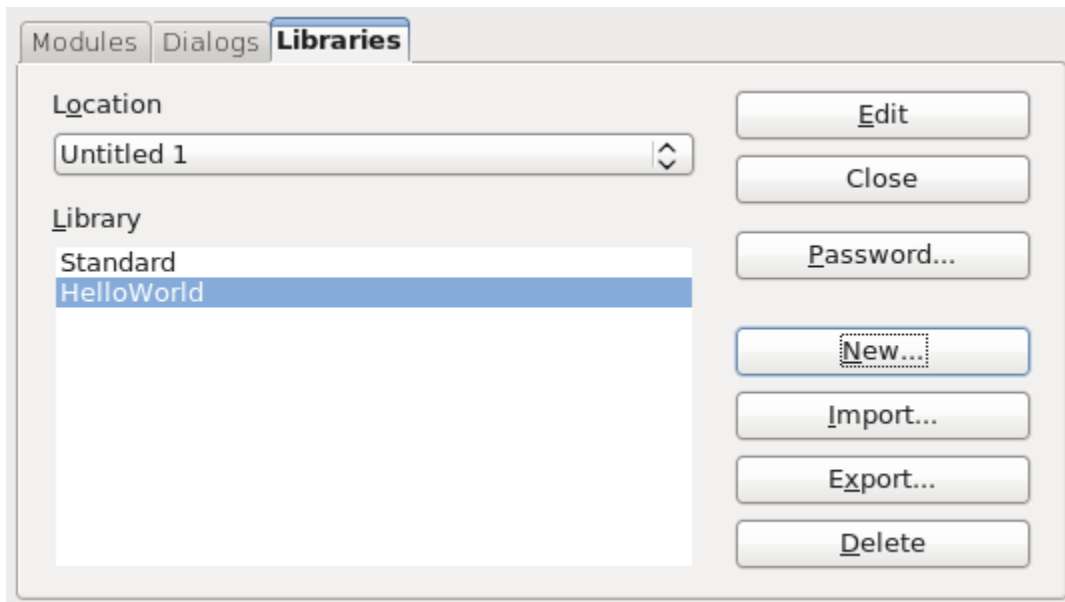 Modules Dialogs Libraries
Location
Untitled 1
Library
Standard
HelloWorld
Edit
Close
Password...
New...
Import...
Export...
Delete